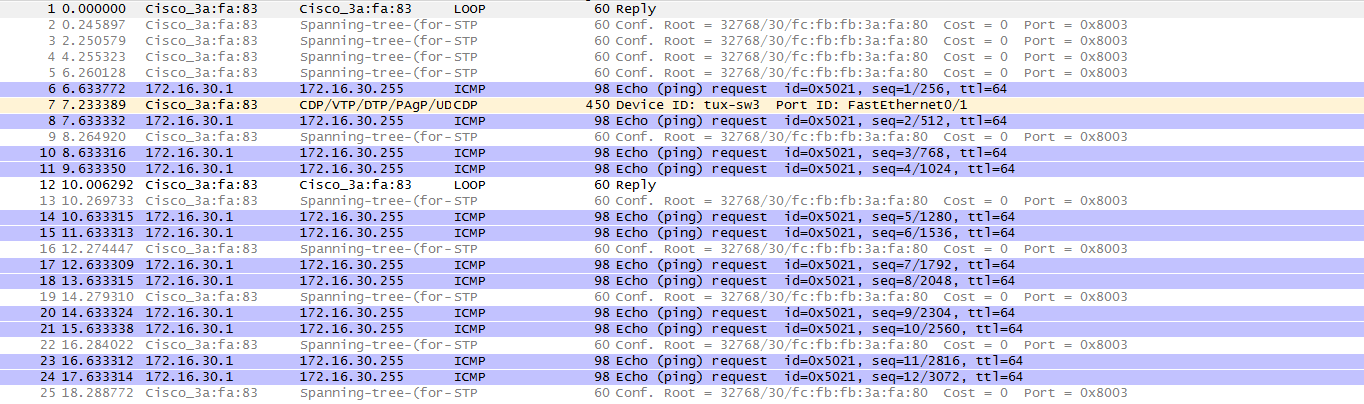 1 0.000000 Cisco_3a:fa:83 Cisco_3a:fa:83 LOOP 60 Reply
2 0.245897 Cisco_3a:fa:83 Spanning-tree-(for- STP 60 Conf. Root = 32768/30/fc:fb:fb:3a:fa:80 Cost = 0 Port = 0x8003
3 2.250579 Cisco_3a:fa:83 Spanning-tree-(for- STP 60 Conf. Root = 32768/30/fc:fb:fb:3a:fa:80 Cost = 0 Port = 0x8003
4 4.255323 Cisco_3a:fa:83 Spanning-tree-(for- STP 60 Conf. Root = 32768/30/fc:fb:fb:3a:fa:80 Cost = 0 Port = 0x8003
5 6.260128 Cisco_3a:fa:83 Spanning-tree-(for- STP 60 Conf. Root = 32768/30/fc:fb:fb:3a:fa:80 Cost = 0 Port = 0x8003
6 6.633772 172.16.30.1 172.16.30.255 ICMP 98 Echo (ping) request id=0x5021, seq=1/256, ttl=64
7 7.233389 Cisco_3a:fa:83 CDP/VTP/DTP/PAgP/UD CDP 450 Device ID: tux-sw3 Port ID: FastEthernet0/1
8 7.633332 172.16.30.1 172.16.30.255 ICMP 98 Echo (ping) request id=0x5021, seq=2/512, ttl=64
9 8.264920 Cisco_3a:fa:83 Spanning-tree-(for- STP 60 Conf. Root = 32768/30/fc:fb:fb:3a:fa:80 Cost = 0 Port = 0x8003
10 8.633316 172.16.30.1 172.16.30.255 ICMP 98 Echo (ping) request id=0x5021, seq=3/768, ttl=64
11 9.633350 172.16.30.1 172.16.30.255 ICMP 98 Echo (ping) request id=0x5021, seq=4/1024, ttl=64
12 10.006292 Cisco_3a:fa:83 Cisco_3a:fa:83 LOOP 60 Reply
13 10.269733 Cisco_3a:fa:83 Spanning-tree-(for- STP 60 Conf. Root = 32768/30/fc:fb:fb:3a:fa:80 Cost = 0 Port = 0x8003
14 10.633315 172.16.30.1 172.16.30.255 ICMP 98 Echo (ping) request id=0x5021, seq=5/1280, ttl=64
15 11.633313 172.16.30.1 172.16.30.255 ICMP 98 Echo (ping) request id=0x5021, seq=6/1536, ttl=64
16 12.274447 Cisco_3a:fa:83 Spanning-tree-(for- STP 60 Conf. Root = 32768/30/fc:fb:fb:3a:fa:80 Cost = 0 Port = 0x8003
17 12.633309 172.16.30.1 172.16.30.255 ICMP 98 Echo (ping) request id=0x5021, seq=7/1792, ttl=64
18 13.633315 172.16.30.1 172.16.30.255 ICMP 98 Echo (ping) request id=0x5021, seq=8/2048, ttl=64
19 14.279310 Cisco_3a:fa:83 Spanning-tree-(for- STP 60 Conf. Root = 32768/30/fc:fb:fb:3a:fa:80 Cost = 0 Port = 0x8003
20 14.633324 172.16.30.1 172.16.30.255 ICMP 98 Echo (ping) request id=0x5021, seq=9/2304, ttl=64
21 15.633338 172.16.30.1 172.16.30.255 ICMP 98 Echo (ping) request id=0x5021, seq=10/2560, ttl=64
22 16.284022 Cisco_3a:fa:83 Spanning-tree-(for- STP 60 Conf. Root = 32768/30/fc:fb:fb:3a:fa:80 Cost = 0 Port = 0x8003
23 16.633312 172.16.30.1 172.16.30.255 ICMP 98 Echo (ping) request id=0x5021, seq=11/2816, ttl=64
24 17.633314 172.16.30.1 172.16.30.255 ICMP 98 Echo (ping) request id=0x5021, seq=12/3072, ttl=64
25 18.288772 Cisco_3a:fa:83 Spanning-tree-(for- STP 60 Conf. Root = 32768/30/fc:fb:fb:3a:fa:80 Cost = 0 Port = 0x8003